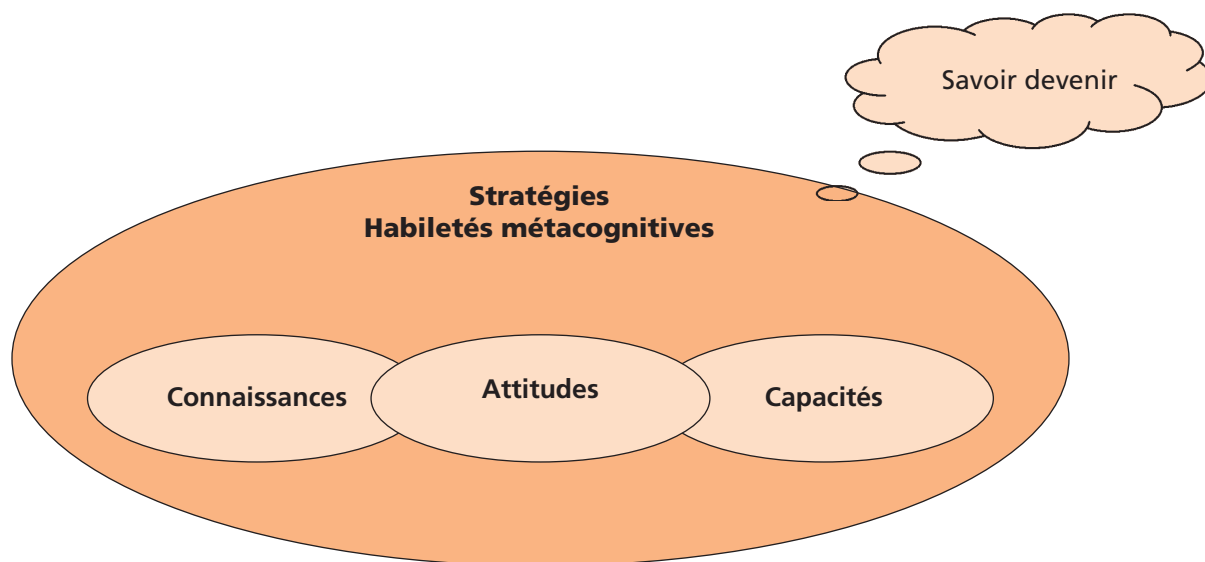 Savoir devenir
Stratégies
Habiletés métacognitives
Connaissances
Attitudes
Capacités